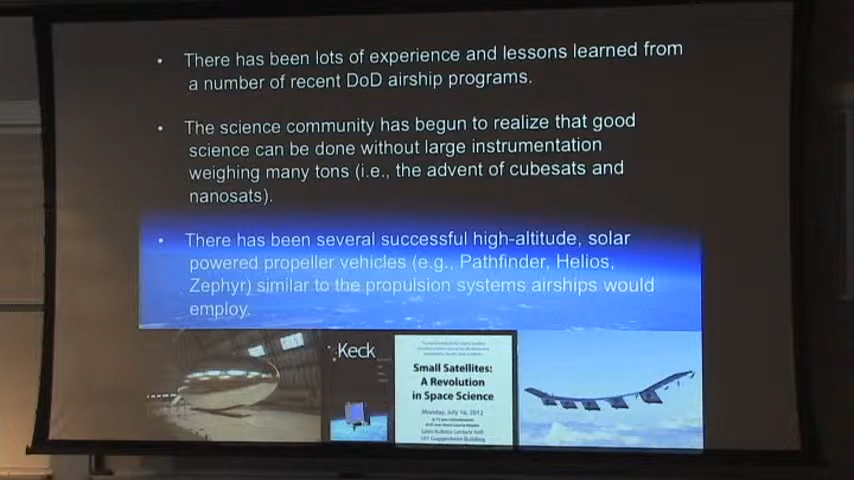 • There has been lots of experience and lessons learned from
a number of recent DoD airship programs.
• The science community has begun to realize that good
science can be done without large instrumentation
weighing many tons (i.e., the advent of cubesats and
nanosats).
• There has been several successful high-altitude, solar
powered propeller vehicles (e.g., Pathfinder, Helios,
Zephyr) similar to the propulsion systems airships would
employ.
Keck
Small Satellites:
A Revolution
in Space Science
Monday, July 16, 2012